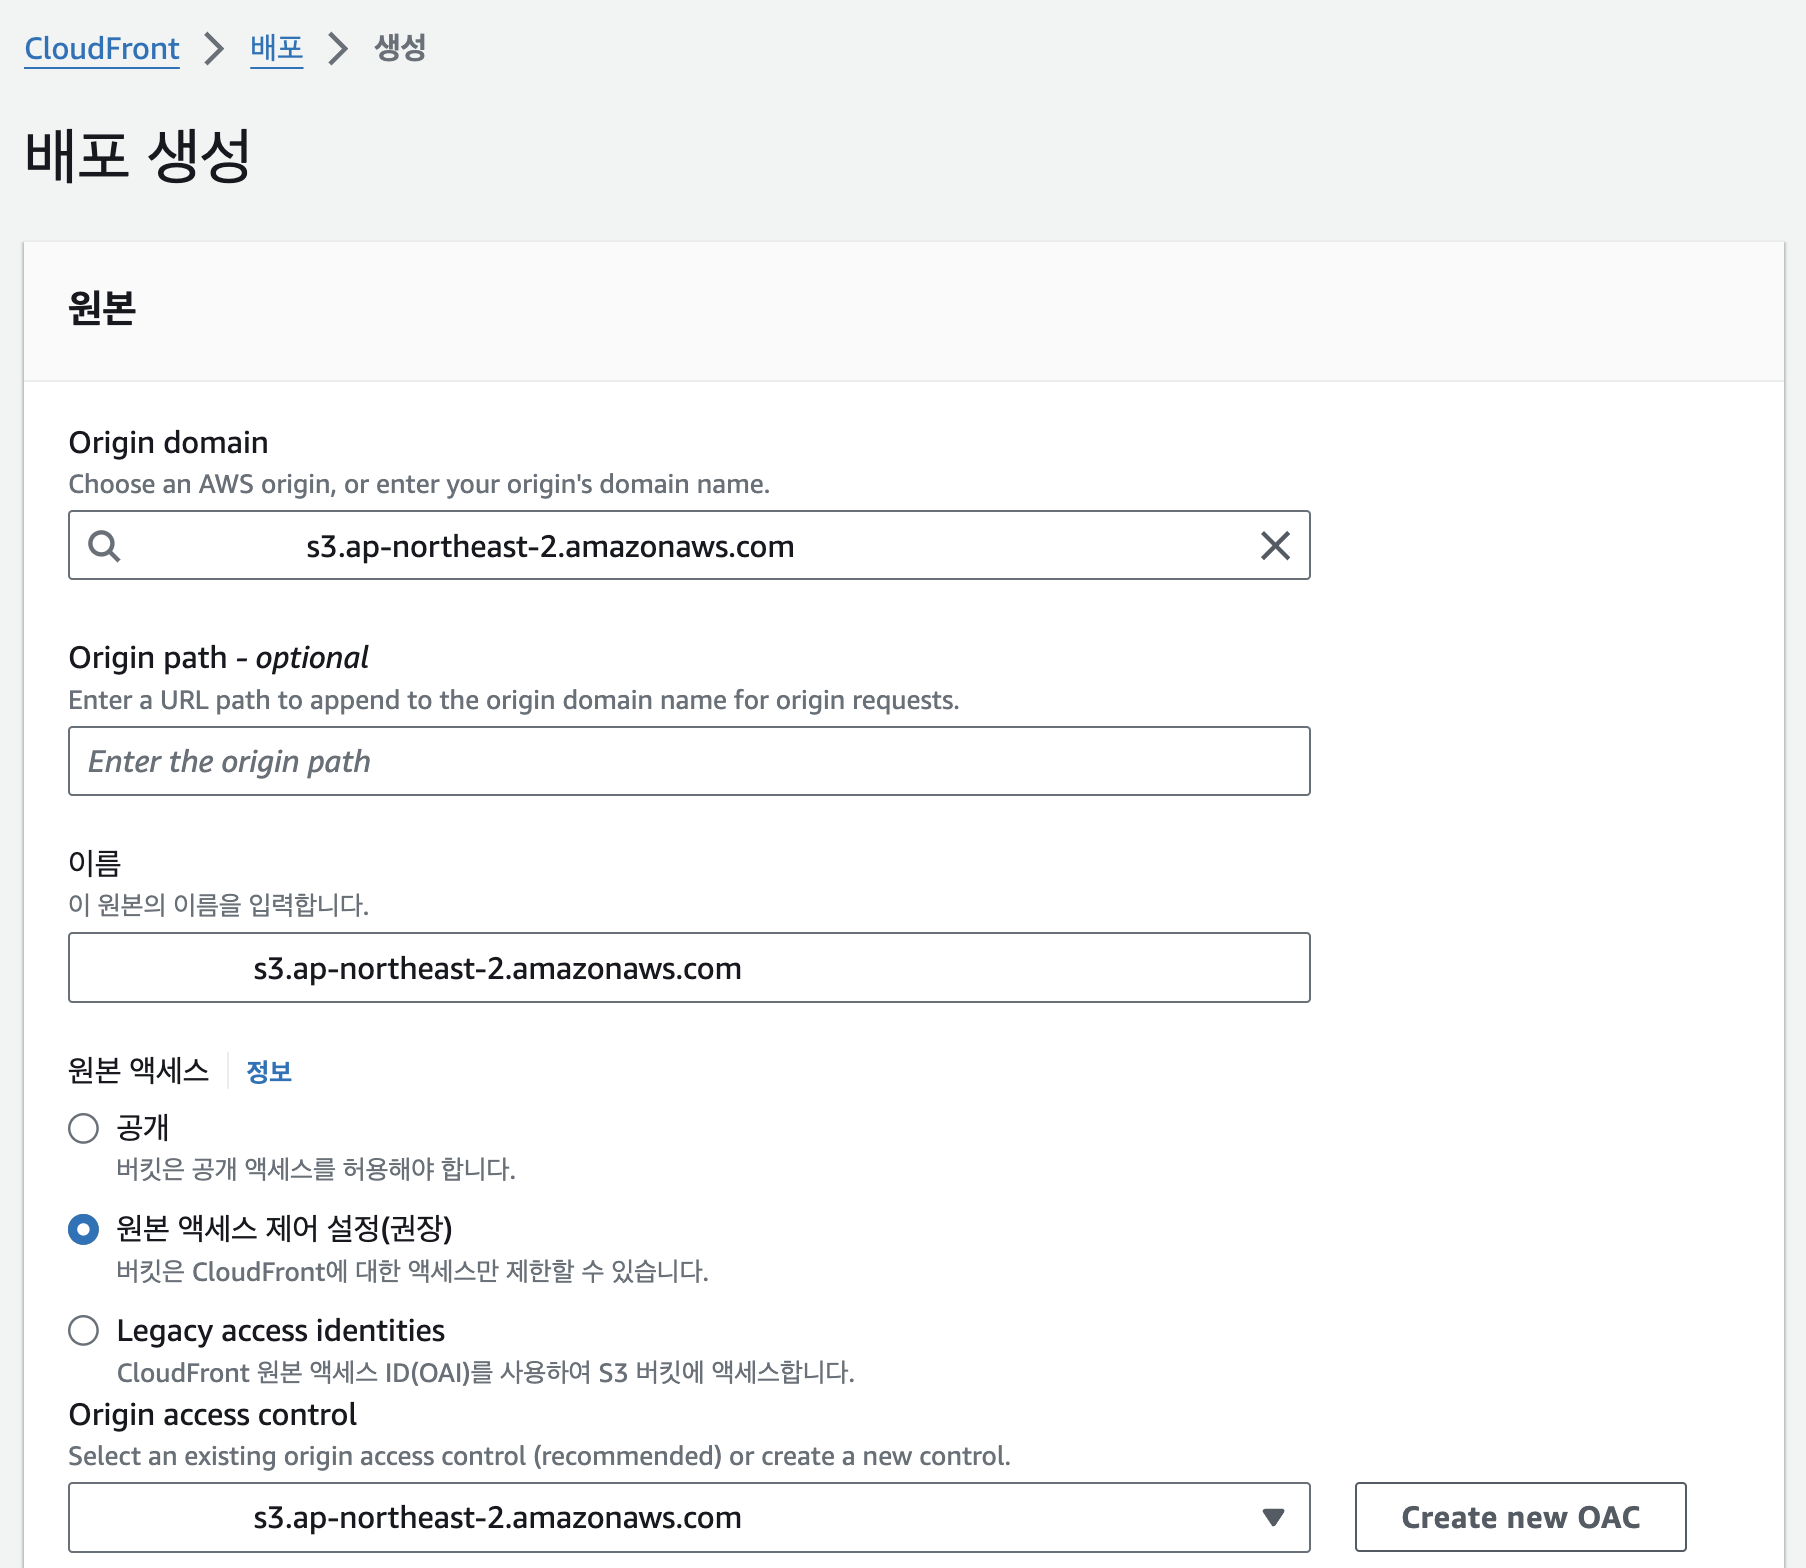 CloudFront > 배포 > 생성
배포 생성
원본
Origin domain
Choose an AWS origin, or enter your origin's domain name.
s3.ap-northeast-2.amazonaws.com
Origin path - optional
Enter a URL path to append to the origin domain name for origin requests.
Enter the origin path
이름
이 원본의 이름을 입력합니다.
s3.ap-northeast-2.amazonaws.com
원본 액세스 정보
공개
버킷은 공개 액세스를 허용해야 합니다.
원본 액세스 제어 설정(권장)
버킷은 CloudFront에 대한 액세스만 제한할 수 있습니다.
Legacy access identities
CloudFront 원본 액세스 ID(OAI)를 사용하여 S3 버킷에 액세스합니다.
Origin access control
Select an existing origin access control (recommended) or create a new control.
s3.ap-northeast-2.amazonaws.com Create new OAC